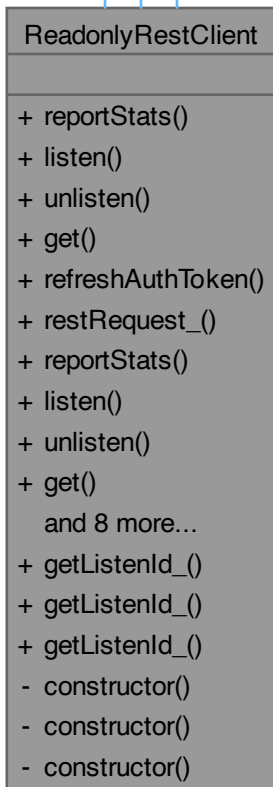 ReadonlyRestClient
+ reportStats()
+ listen()
+ unlisten()
+ get()
+ refreshAuthToken()
+ restRequest_()
+ reportStats()
+ listen()
+ unlisten()
+ get()
and 8 more...
+ getListenId_()
+ getListenId_()
+ getListenId_()
- constructor()
- constructor()
- constructor()